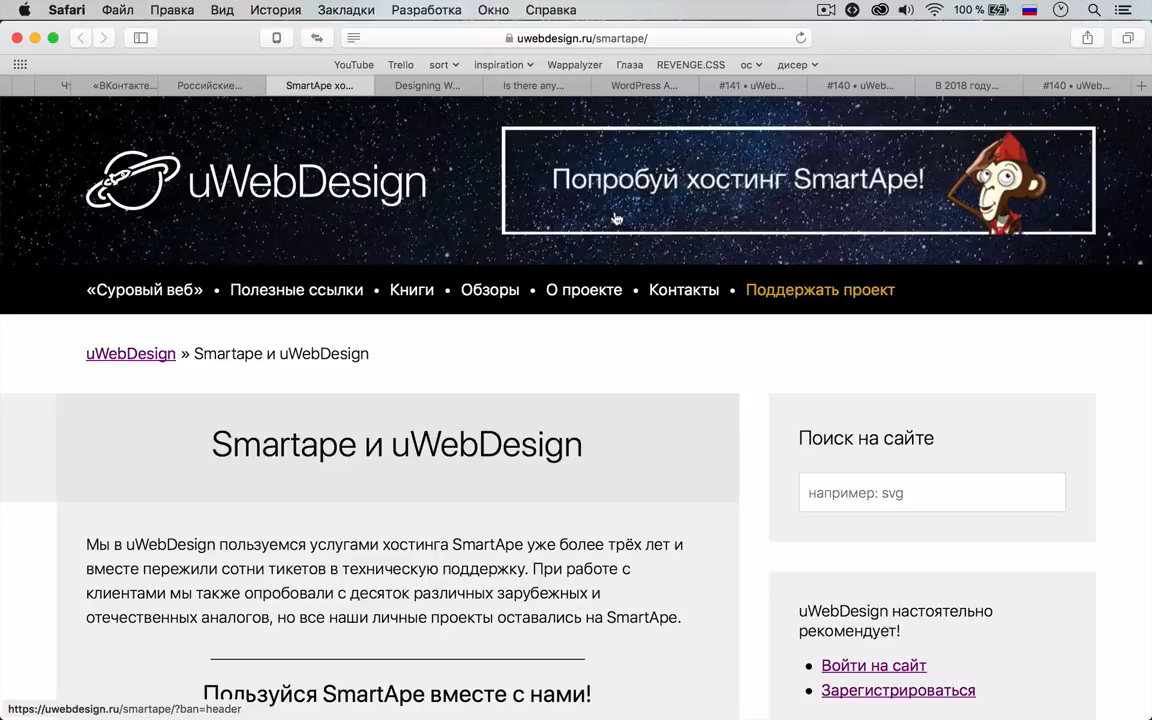 Safari Файл Правка Вид История Закладки Разработка Окно Справка 100 %
uwebdesign.ru/smartape/
YouTube Trello sort inspiration Wappalyzer Глаза REVENGE.CSS ос дисер
«ВКонтакте... Российские... SmartApe хо... Designing W... Is there any... WordPress A... #141 • uWeb... #140 • uWeb... В 2018 году... #140 • uWeb...
uWebDesign
Попробуй хостинг SmartApe!
«Суровый веб» • Полезные ссылки • Книги • Обзоры • О проекте • Контакты • Поддержать проект
uWebDesign » Smartape и uWebDesign
Smartape и uWebDesign
Мы в uWebDesign пользуемся услугами хостинга SmartApe уже более трёх лет и
вместе пережили сотни тикетов в техническую поддержку. При работе с
клиентами мы также опробовали с десяток различных зарубежных и
отечественных аналогов, но все наши личные проекты оставались на SmartApe.
Пользуйся SmartApe вместе с нами!
Поиск на сайте
например: svg
uWebDesign настоятельно
рекомендует!
• Войти на сайт
• Зарегистрироваться
https://uwebdesign.ru/smartape/?ban=header